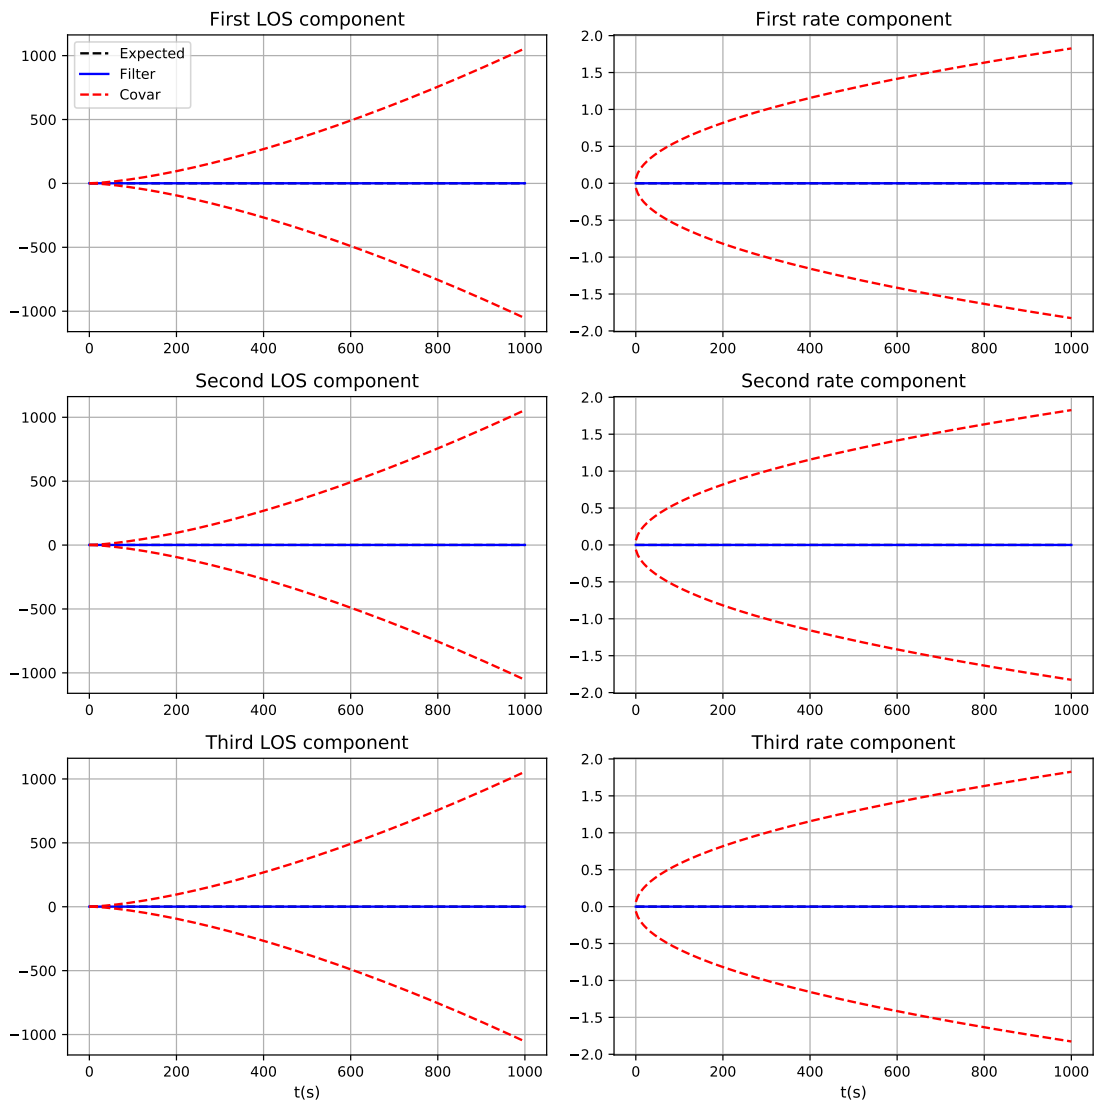 First LOS component
First rate component
Expected
Filter
Covar
1000
500
0
−500
−1000
0 200 400 600 800 1000
2.0
1.5
1.0
0.5
0.0
−0.5
−1.0
−1.5
−2.0
0 200 400 600 800 1000
Second LOS component
Second rate component
1000
500
0
−500
−1000
0 200 400 600 800 1000
2.0
1.5
1.0
0.5
0.0
−0.5
−1.0
−1.5
−2.0
0 200 400 600 800 1000
Third LOS component
Third rate component
1000
500
0
−500
−1000
0 200 400 600 800 1000
t(s)
2.0
1.5
1.0
0.5
0.0
−0.5
−1.0
−1.5
−2.0
0 200 400 600 800 1000
t(s)